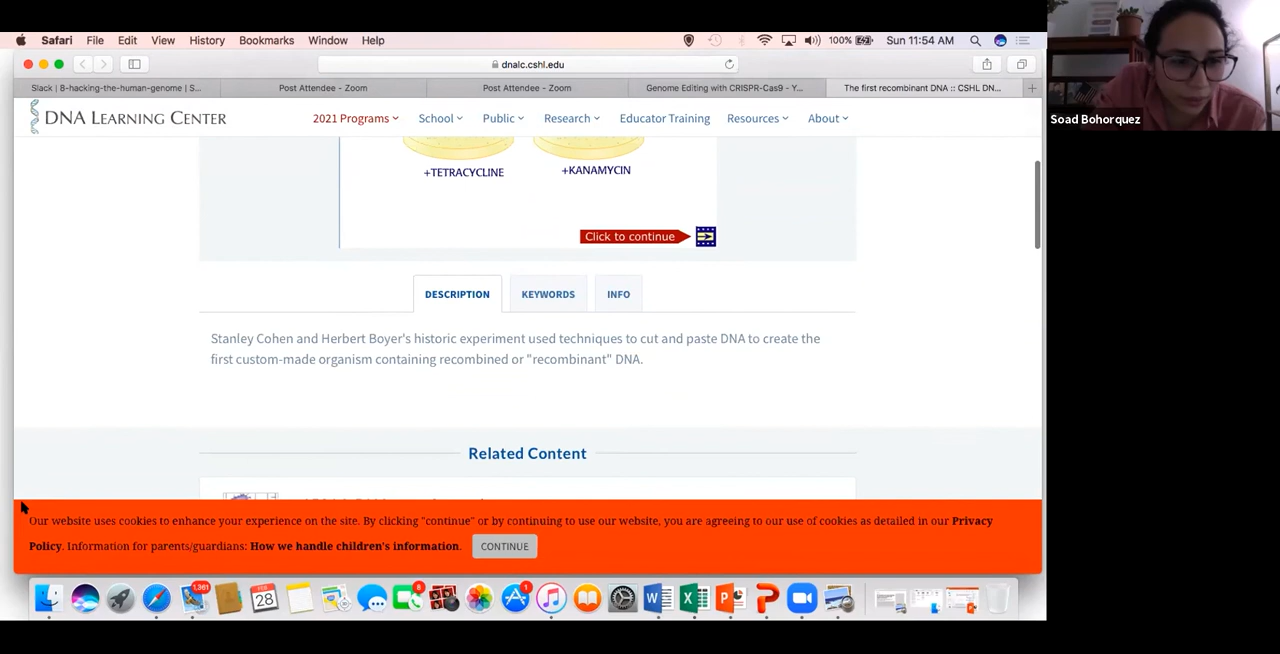 Safari File Edit View History Bookmarks Window Help
100% Sun 11:54 AM
dnalc.cshl.edu
Slack | 8-hacking-the-human-genome | S...
Post Attendee - Zoom
Post Attendee - Zoom
Genome Editing with CRISPR-Cas9 - Y...
The first recombinant DNA :: CSHL DN...
DNA LEARNING CENTER
2021 Programs School Public Research Educator Training Resources About
Soad Bohorquez
+TETRACYCLINE +KANAMYCIN
Click to continue
DESCRIPTION KEYWORDS INFO
Stanley Cohen and Herbert Boyer's historic experiment used techniques to cut and paste DNA to create the
first custom-made organism containing recombined or "recombinant" DNA.
Related Content
Our website uses cookies to enhance your experience on the site. By clicking "continue" or by continuing to use our website, you are agreeing to our use of cookies as detailed in our Privacy
Policy. Information for parents/guardians: How we handle children's information. CONTINUE
1,361
28
8
1